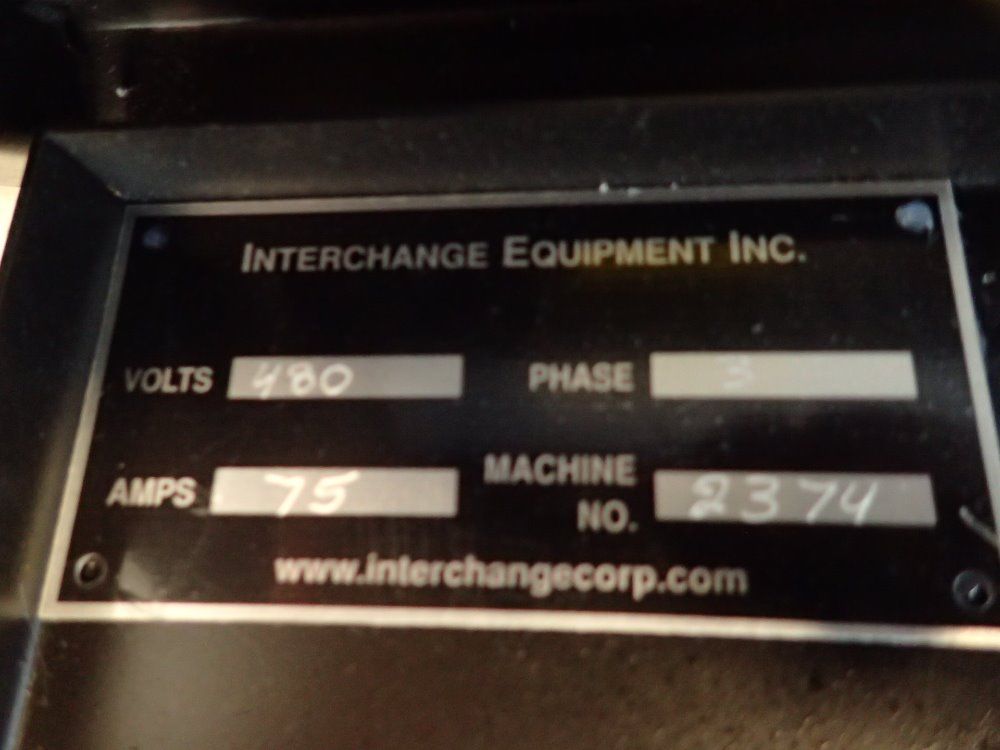 INTERCHANGE EQUIPMENT INC.
VOLTS 480 PHASE 3
AMPS 75 MACHINE NO. 2374
www.interchangecorp.com